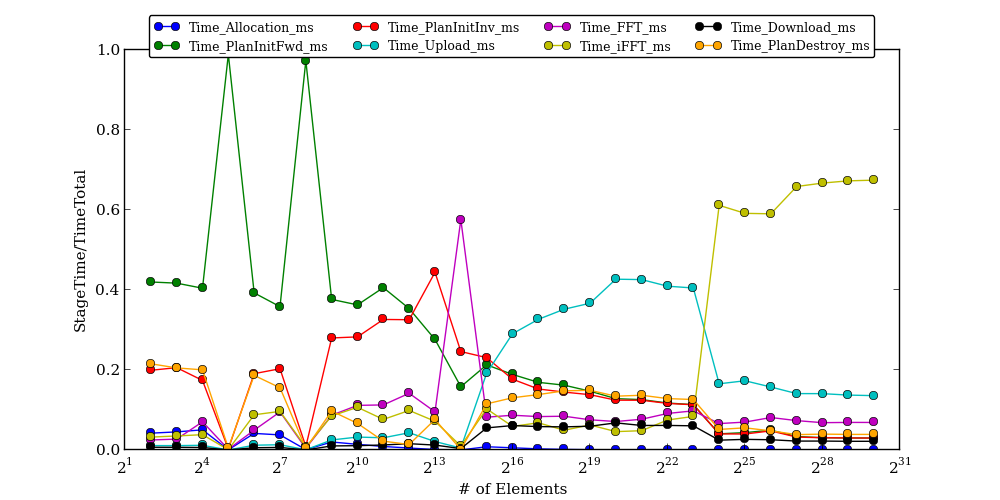 Time_Allocation_ms Time_PlanInitInv_ms Time_FFT_ms Time_Download_ms
Time_PlanInitFwd_ms Time_Upload_ms Time_iFFT_ms Time_PlanDestroy_ms
1.0
0.8
0.6
0.4
0.2
0.0
StageTime/TimeTotal
2^1 2^4 2^7 2^10 2^13 2^16 2^19 2^22 2^25 2^28 2^31
# of Elements